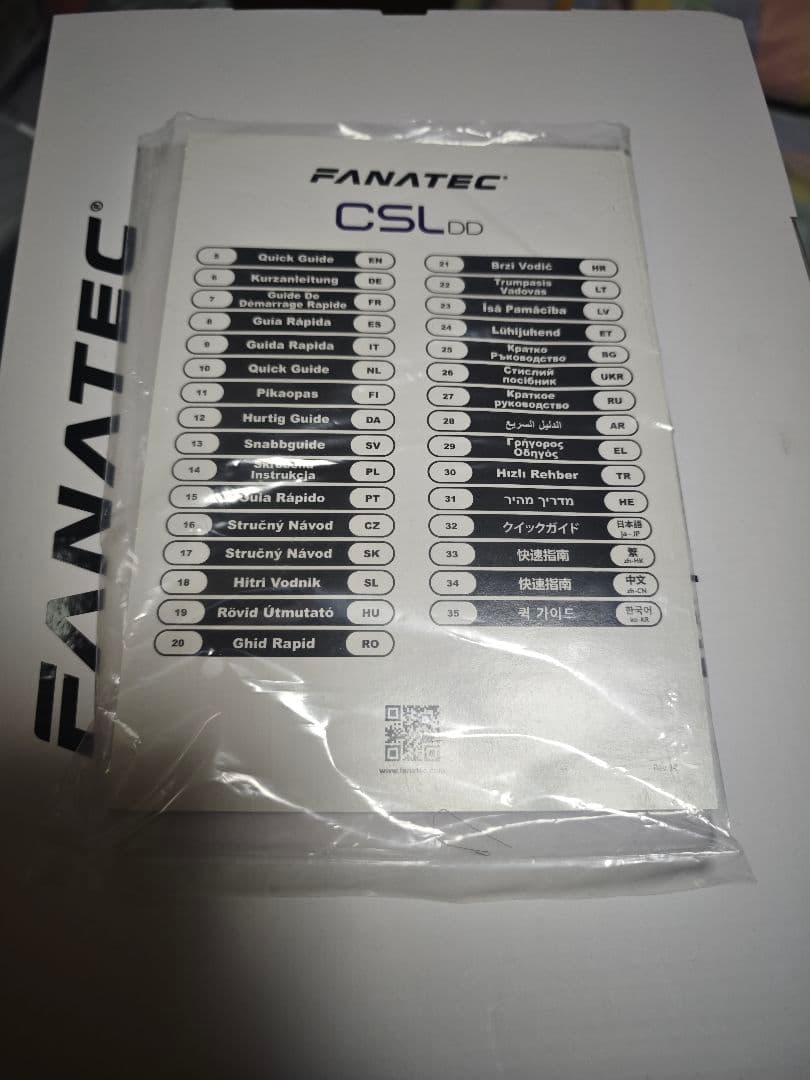 FANATEC®
FANATEC®
CSL DD
5 Quick Guide EN
6 Kurzanleitung DE
7 Guide De Démarrage Rapide FR
8 Guía Rápida ES
9 Guida Rapida IT
10 Quick Guide NL
11 Pikaopas FI
12 Hurtig Guide DA
13 Snabbguide SV
14 Skrócona Instrukcja PL
15 Guia Rápido PT
16 Stručný Návod CZ
17 Stručný Návod SK
18 Hitri Vodnik SL
19 Rövid Útmutató HU
20 Ghid Rapid RO
21 Brzi Vodič HR
22 Trumpasis Vadovas LT
23 Īsā Pamācība LV
24 Lühijuhend ET
25 Кратко Ръководство BG
26 Стислий посібник UKR
27 Краткое руководство RU
28 الدليل السريع AR
29 Γρήγορος Οδηγός EL
30 Hızlı Rehber TR
31 מדריך מהיר HE
32 クイックガイド 日本語 ja-JP
33 快速指南 繁 zh-HK
34 快速指南 中文 zh-CN
35 퀵 가이드 한국어 ko-KR
www.fanatec.com